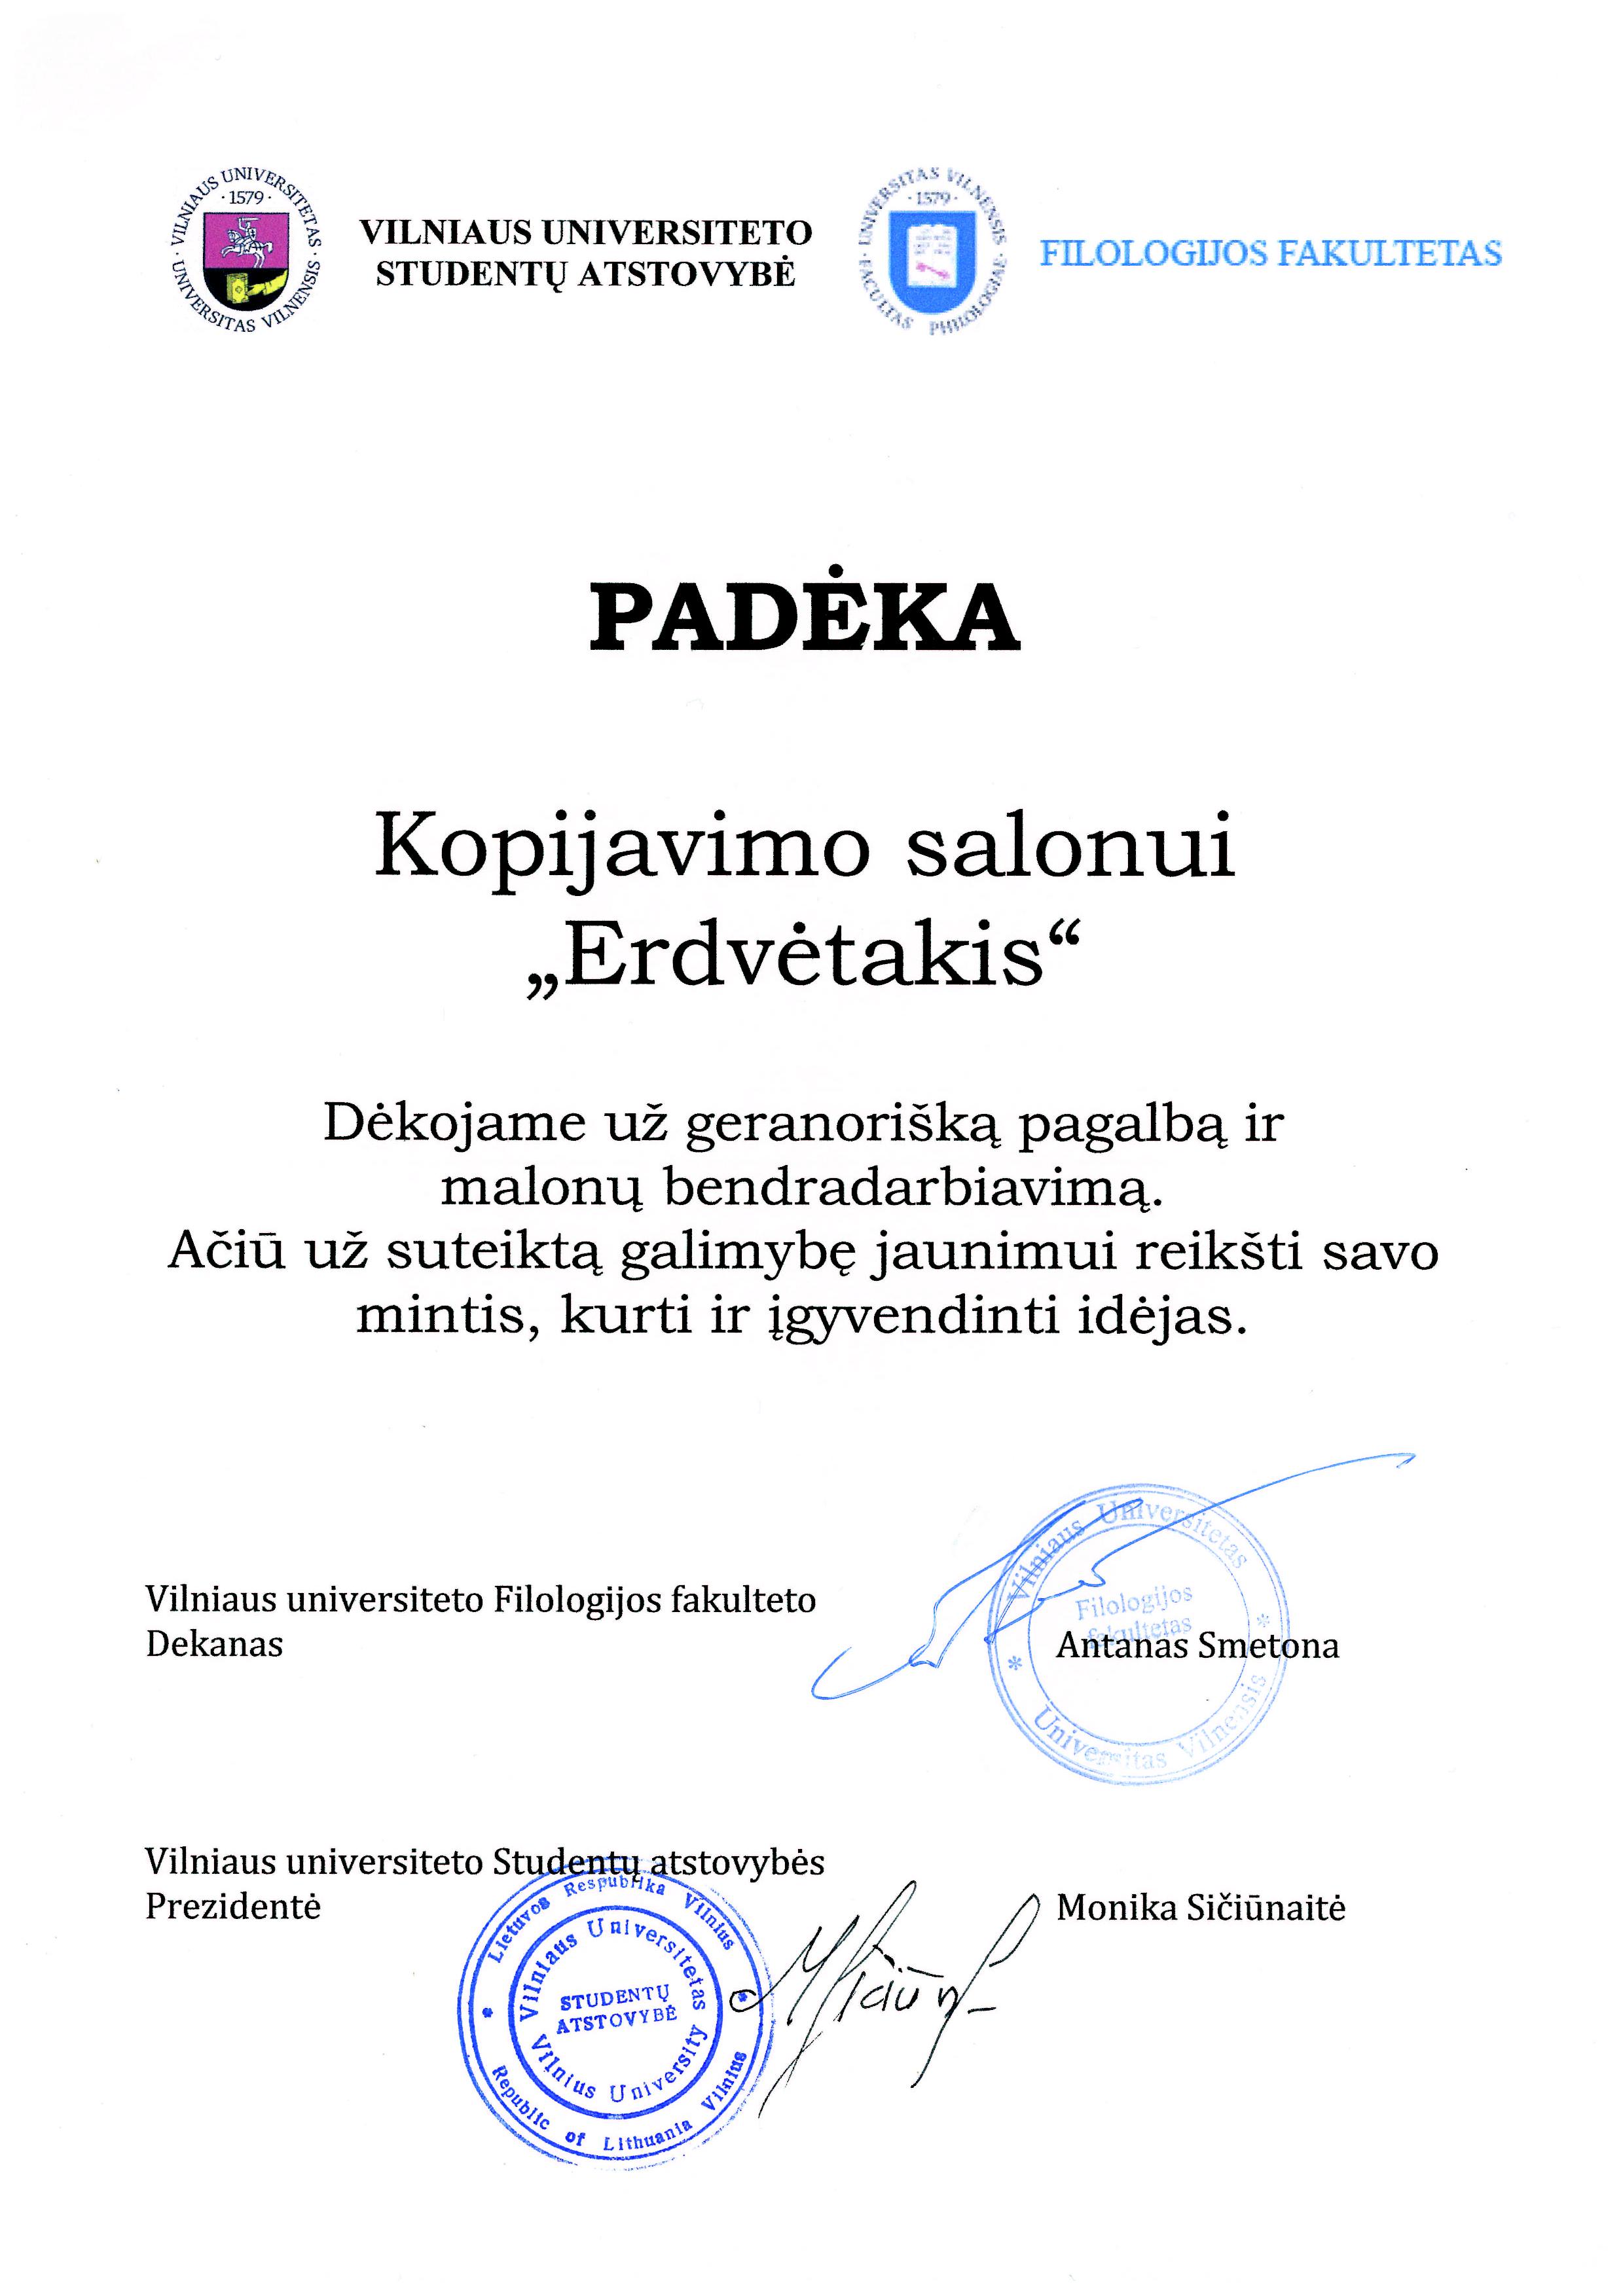 VILNIAUS UNIVERSITETAS
· 1579 ·
UNIVERSITAS VILNENSIS
VILNIAUS UNIVERSITETO
STUDENTŲ ATSTOVYBĖ
UNIVERSITAS VILNENSIS
· 1579 ·
FACULTAS PHILOLOGIAE
FILOLOGIJOS FAKULTETAS
PADĖKA
Kopijavimo salonui
„Erdvėtakis“
Dėkojame už geranorišką pagalbą ir
malonų bendradarbiavimą.
Ačiū už suteiktą galimybę jaunimui reikšti savo
mintis, kurti ir įgyvendinti idėjas.
Vilniaus Universitetas
Filologijos
fakultetas
Universitas Vilnensis
Vilniaus universiteto Filologijos fakulteto
Dekanas
Antanas Smetona
Vilniaus universiteto Studentų atstovybės
Prezidentė
Monika Sičiūnaitė
Lietuvos Respublika Vilnius
Vilniaus Universitetas
STUDENTŲ
ATSTOVYBĖ
Vilnius University
Republic of Lithuania Vilnius